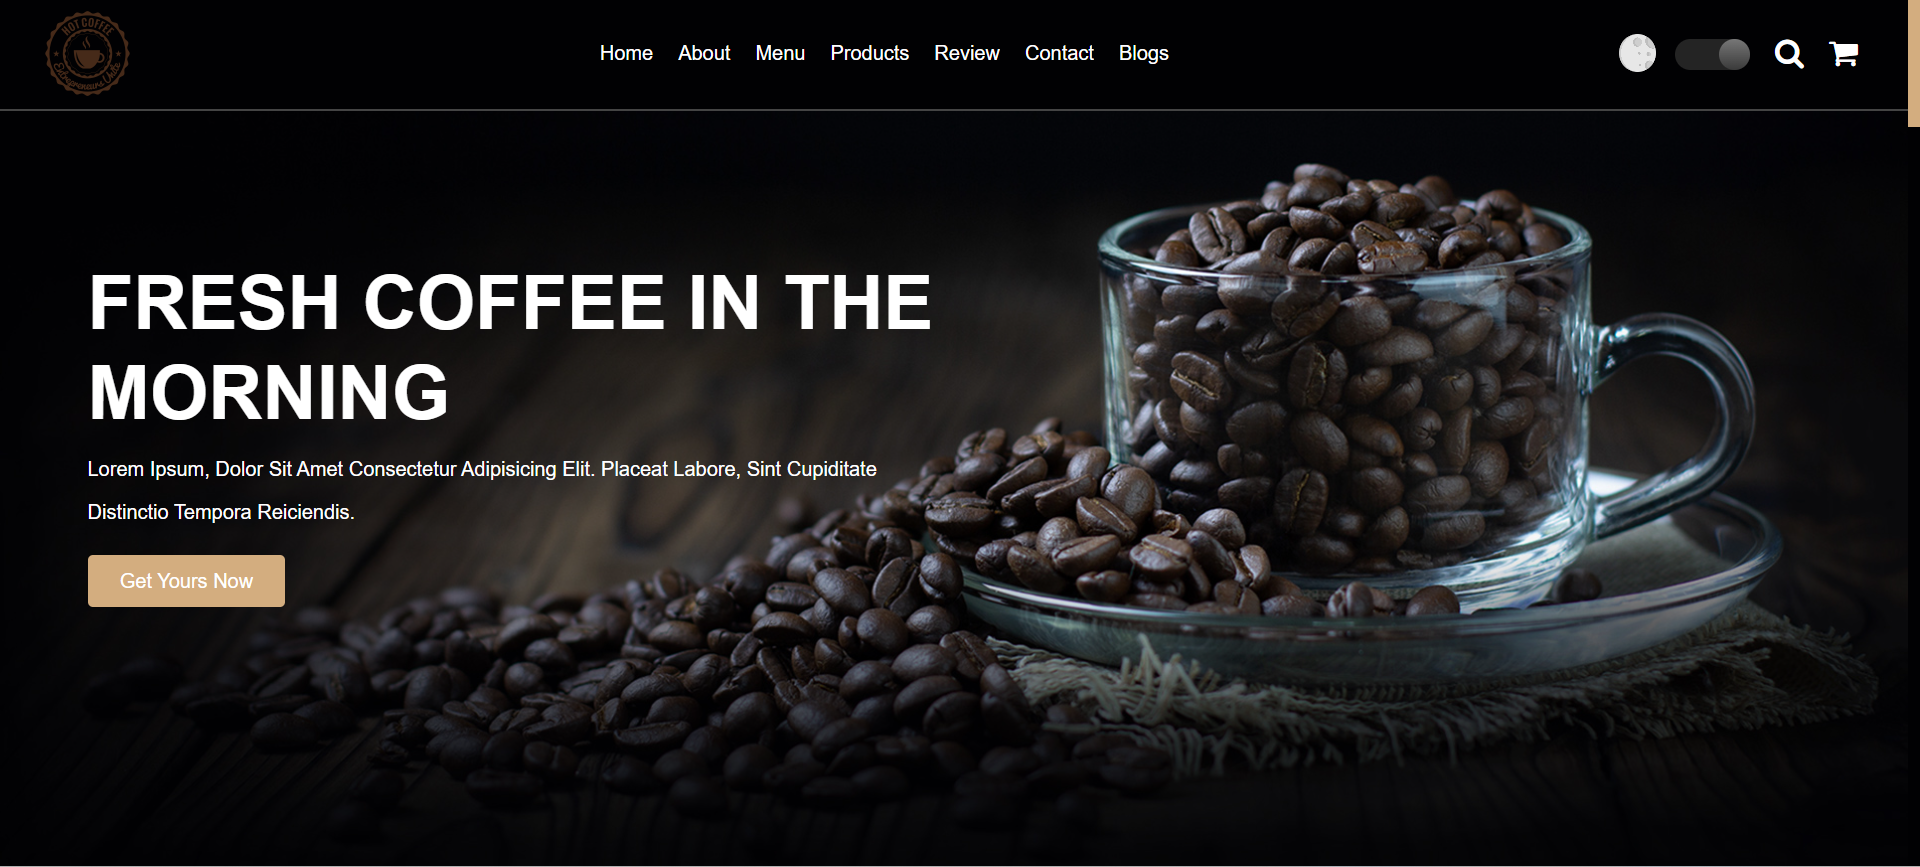 HOT COFFEE
Home
About
Menu
Products
Review
Contact
Blogs
FRESH COFFEE IN THE
MORNING
Lorem Ipsum, Dolor Sit Amet Consectetur Adipisicing Elit. Placeat Labore, Sint Cupiditate
Distinctio Tempora Reiciendis.
Get Yours Now